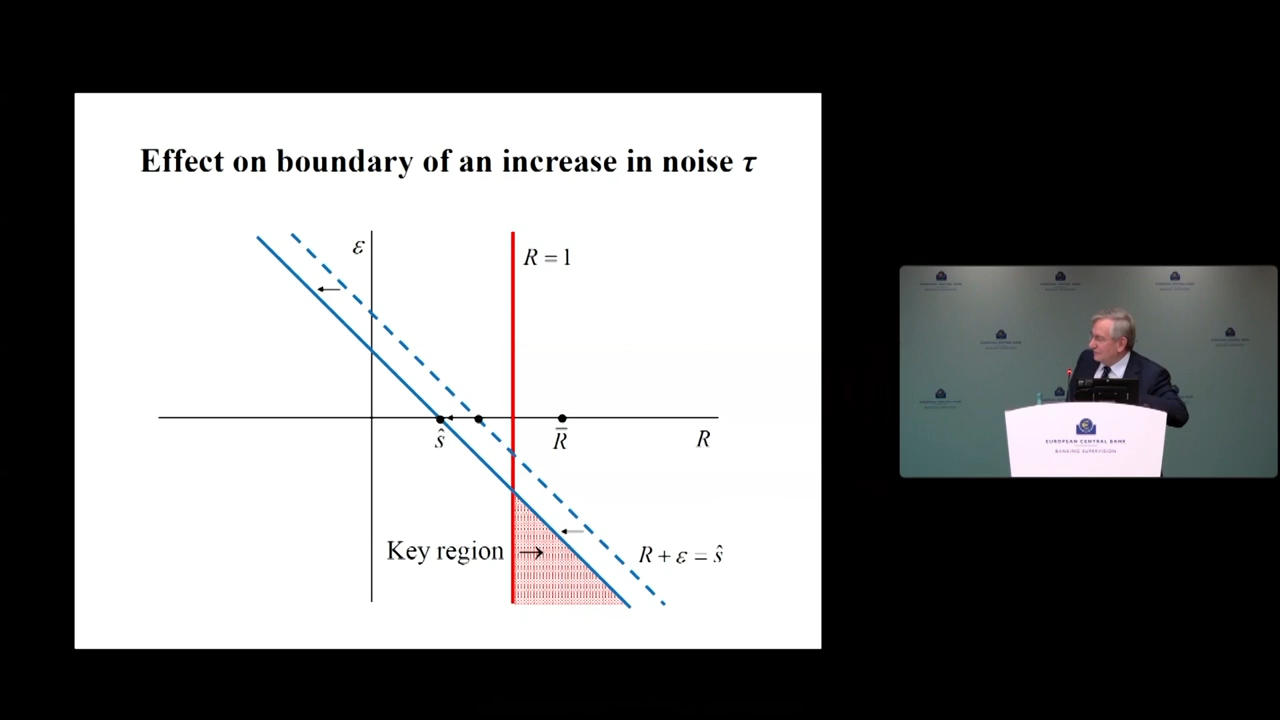 Effect on boundary of an increase in noise τ
ε
R = 1
ŝ
R̄
R
Key region →
R + ε = ŝ
EUROPEAN CENTRAL BANK
BANKING SUPERVISION